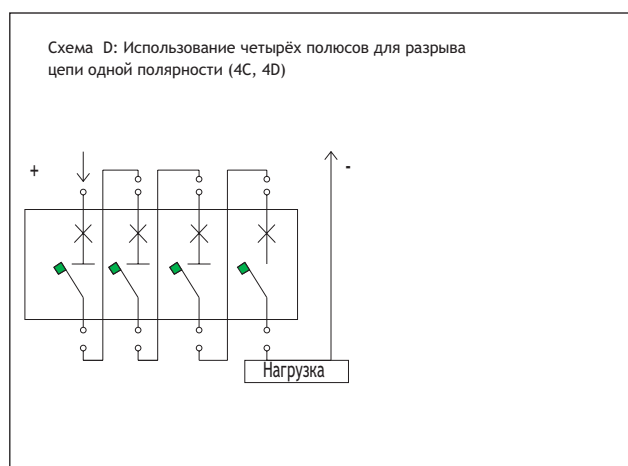 Схема D: Использование четырёх полюсов для разрыва
цепи одной полярности (4C, 4D)
+
-
Нагрузка